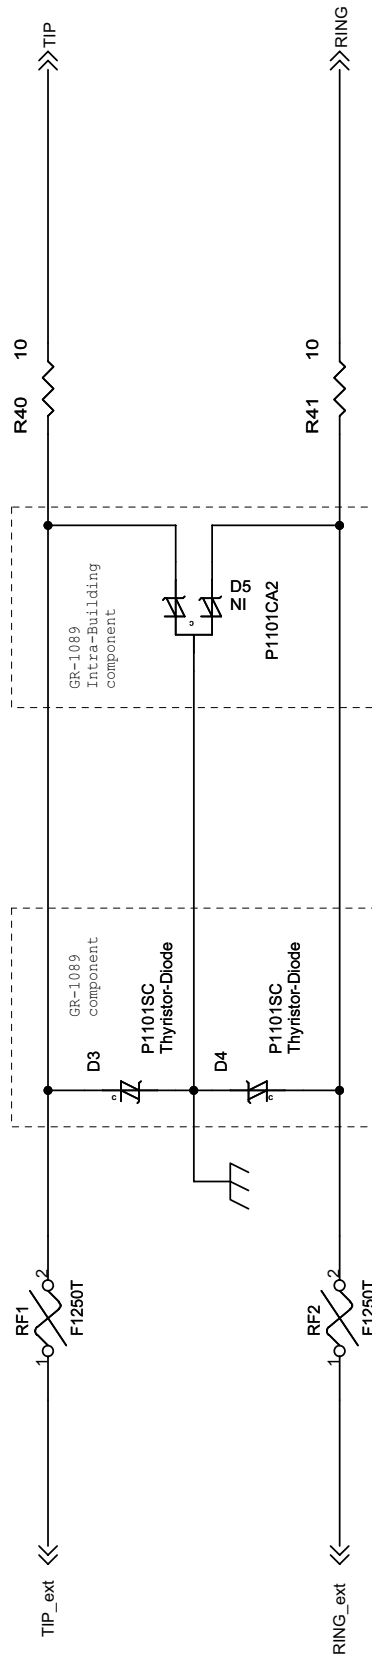 TIP
RING
R40
10
R41
10
GR-1089
Intra-Building
component
c
D5
NI
P1101CA2
GR-1089
component
D3
P1101SC
Thyristor-Diode
c
D4
P1101SC
Thyristor-Diode
c
RF1
1
2
F1250T
RF2
1
2
F1250T
TIP_ext
RING_ext